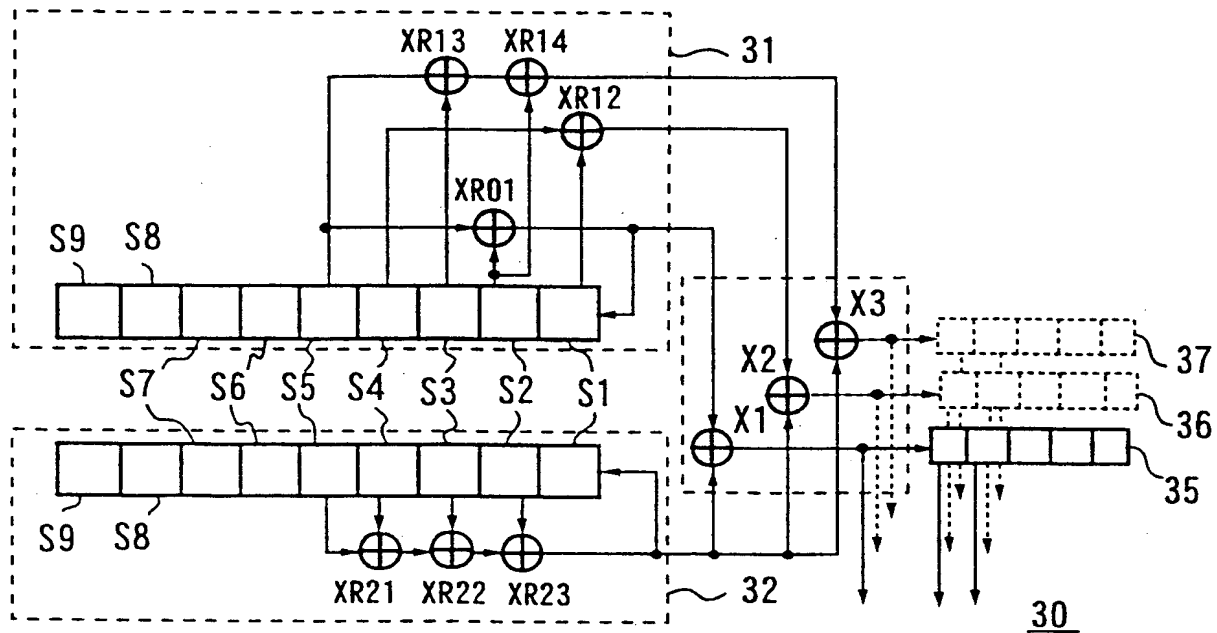 XR13 XR14
31
XR12
XR01
S9 S8
X3
37
X2
S7 S6 S5 S4 S3 S2 S1
36
X1
35
S9 S8
XR21 XR22 XR23
32
30